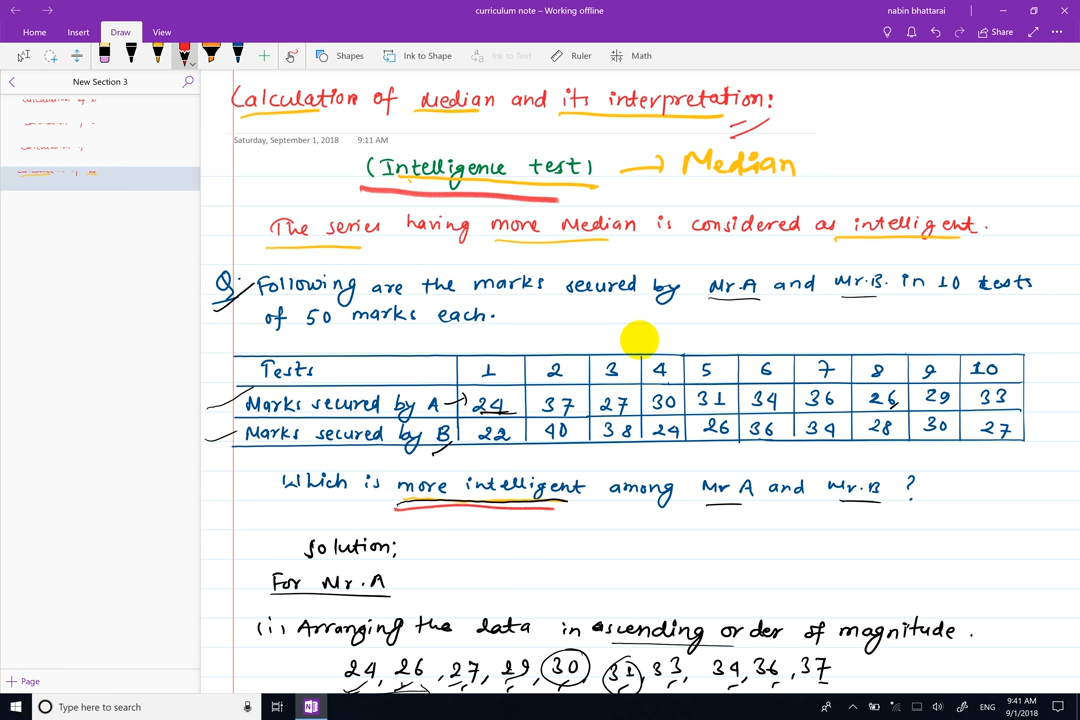 curriculum note – Working offline
nabin bhattarai
Home Insert Draw View
Share
Shapes Ink to Shape Ink to Text Ruler Math
New Section 3
Calculation of Median and its interpretation:
Saturday, September 1, 2018 9:11 AM
(Intelligence test) → Median
The series having more Median is considered as intelligent.
Q. Following are the marks secured by Mr.A and Mr.B. in 10 tests
of 50 marks each.
Tests 1 2 3 4 5 6 7 8 9 10
Marks secured by A → 24 37 27 30 31 34 36 26 29 33
Marks secured by B 22 40 38 24 26 36 34 28 30 27
Which is more intelligent among Mr A and Mr.B ?
Solution;
For Mr.A
(i) Arranging the data in ascending order of magnitude.
24, 26, 27, 29, 30, 31, 33, 34, 36, 37
+ Page
Type here to search
ENG
9:41 AM
9/1/2018